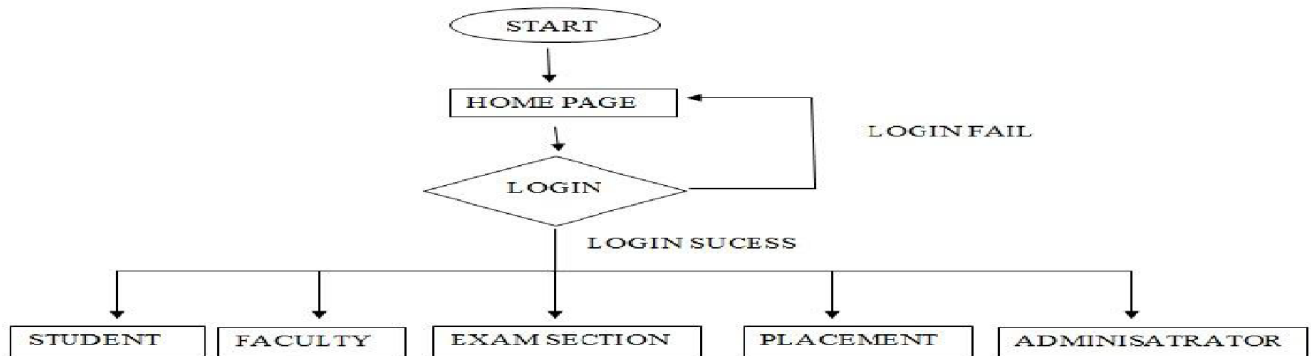 START
HOME PAGE
LOGIN FAIL
LOGIN
LOGIN SUCESS
STUDENT
FACULTY
EXAM SECTION
PLACEMENT
ADMINISATRATOR